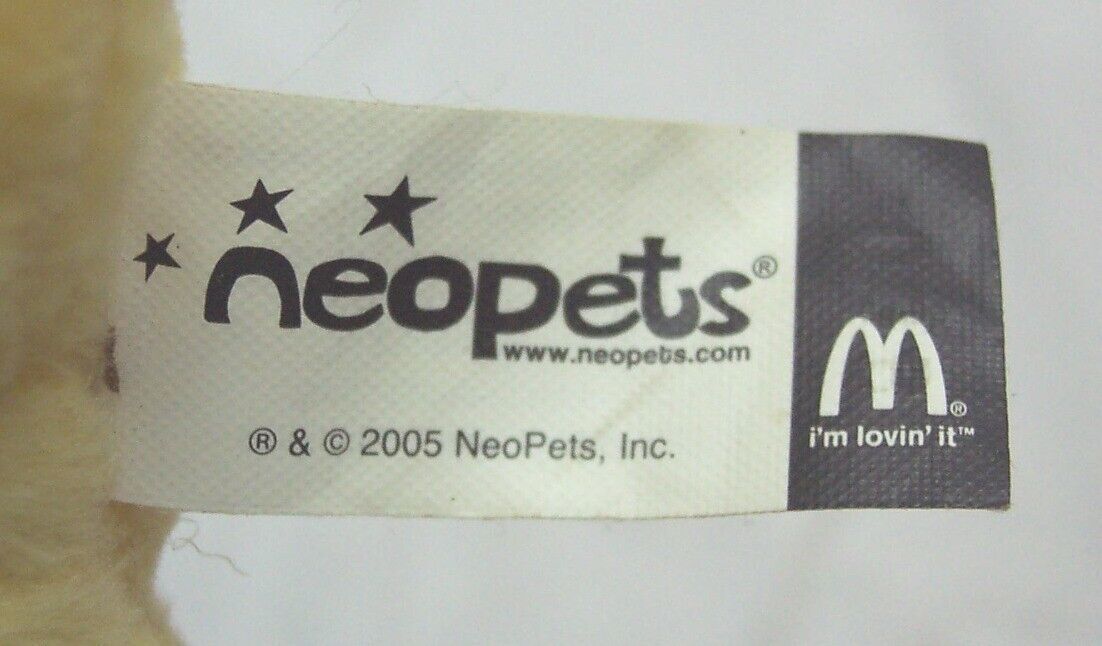 neopets®
www.neopets.com
® & © 2005 NeoPets, Inc.
M®
i'm lovin' it™